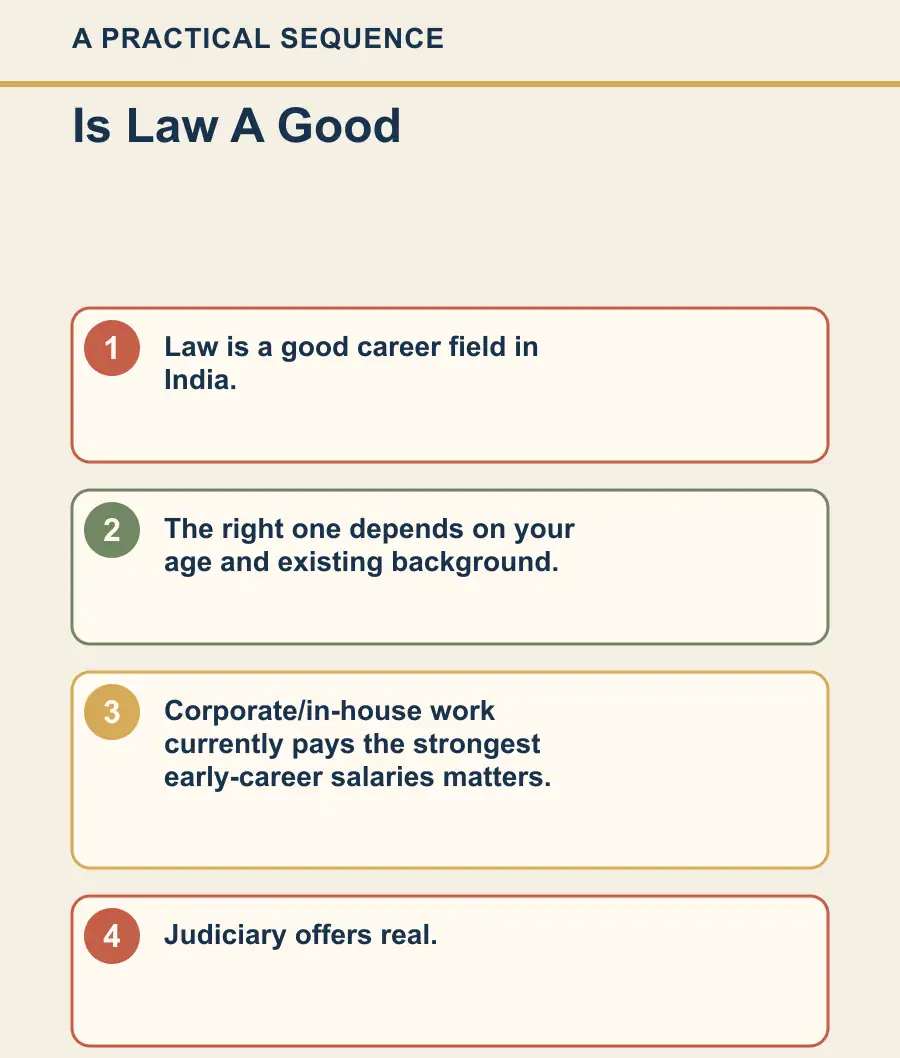 A PRACTICAL SEQUENCE
Is Law A Good
1
Law is a good career field in
India.
2
The right one depends on your
age and existing background.
3
Corporate/in-house work
currently pays the strongest
early-career salaries matters.
4
Judiciary offers real.